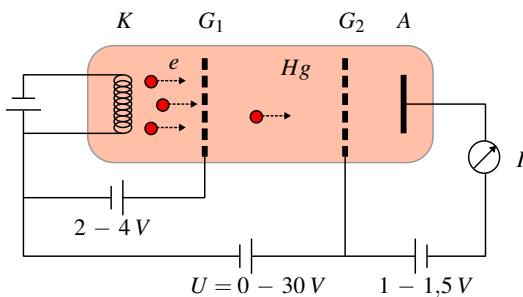 K G₁ G₂ A
e Hg
I
2 – 4 V
U = 0 – 30 V 1 – 1,5 V